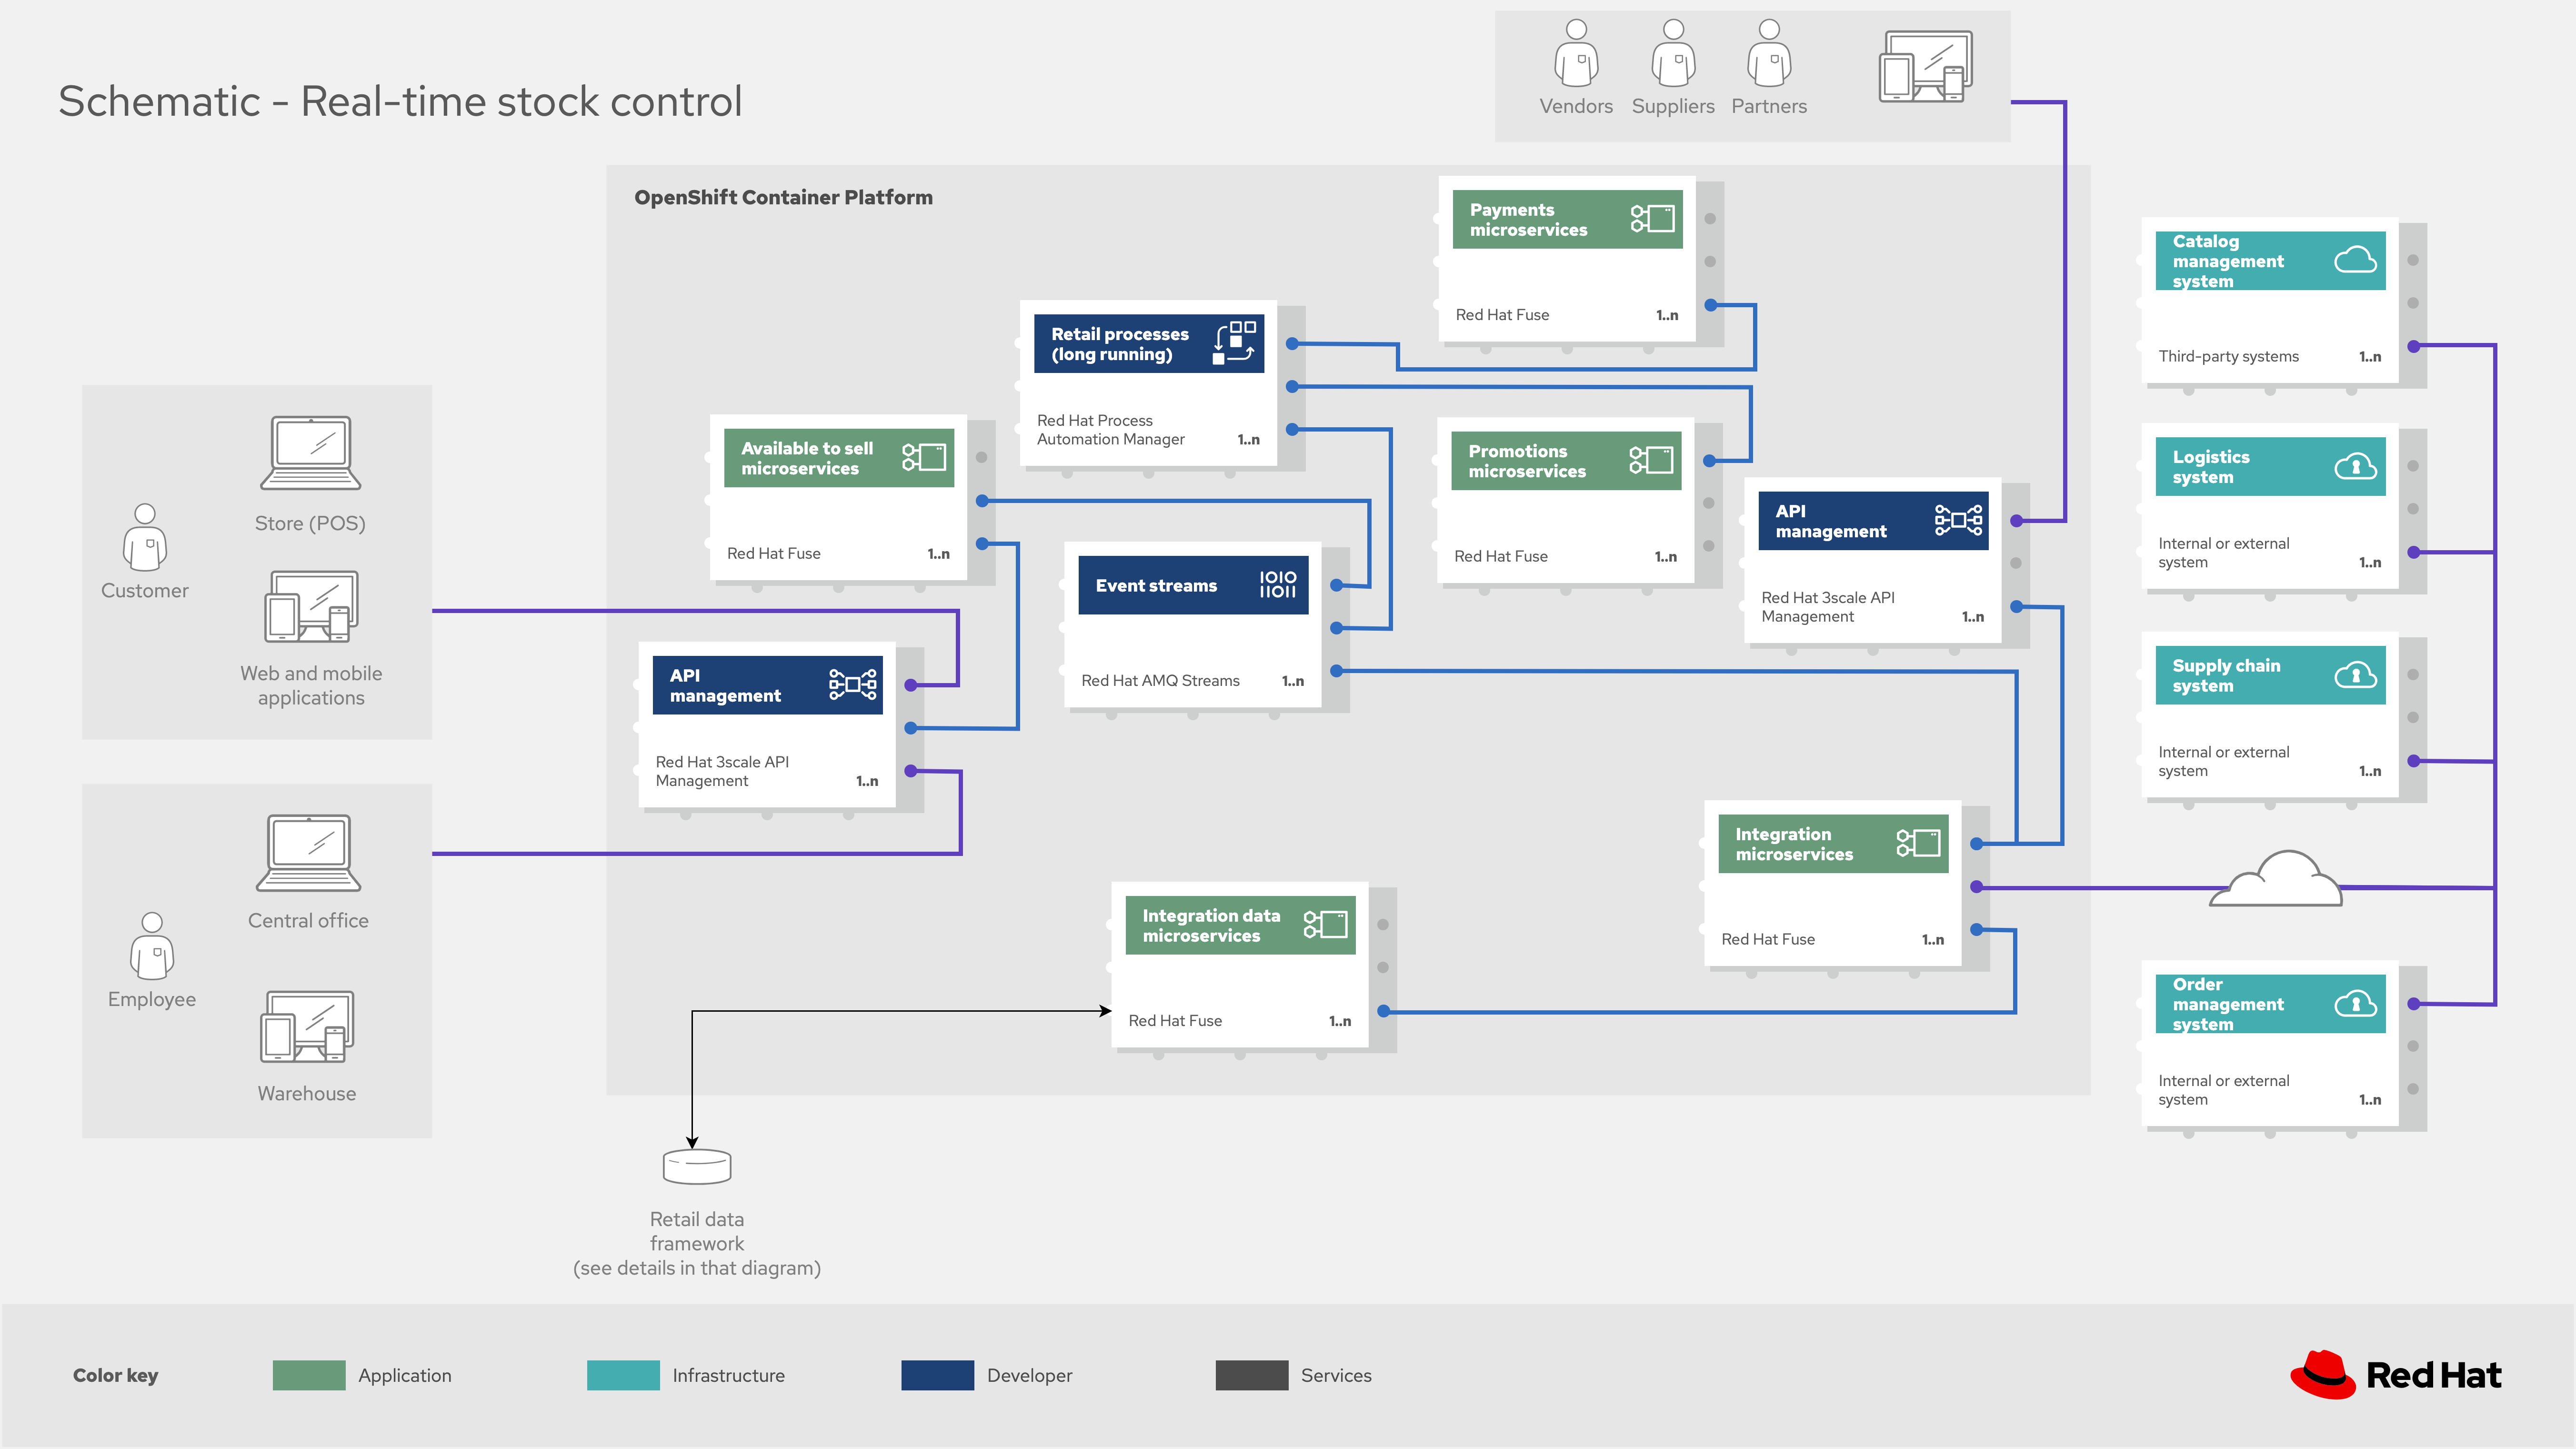 Schematic - Real-time stock control
Vendors
Suppliers
Partners
OpenShift Container Platform
Payments
microservices
Red Hat Fuse
1..n
Retail processes
(long running)
Red Hat Process
Automation Manager
1..n
Available to sell
microservices
Red Hat Fuse
1..n
Promotions
microservices
Red Hat Fuse
1..n
API
management
Red Hat 3scale API
Management
1..n
Event streams
IOIO
IIOII
Red Hat AMQ Streams
1..n
API
management
Red Hat 3scale API
Management
1..n
Integration
microservices
Red Hat Fuse
1..n
Integration data
microservices
Red Hat Fuse
1..n
Catalog
management
system
Third-party systems
1..n
Logistics
system
Internal or external
system
1..n
Supply chain
system
Internal or external
system
1..n
Order
management
system
Internal or external
system
1..n
Store (POS)
Customer
Web and mobile
applications
Central office
Employee
Warehouse
Retail data
framework
(see details in that diagram)
Color key
Application
Infrastructure
Developer
Services
Red Hat